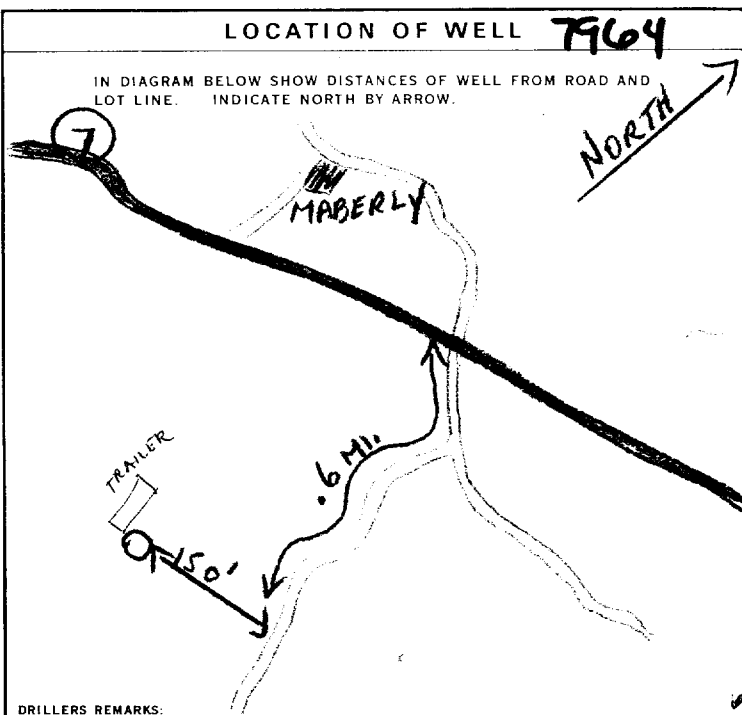 LOCATION OF WELL 7964
IN DIAGRAM BELOW SHOW DISTANCES OF WELL FROM ROAD AND
LOT LINE. INDICATE NORTH BY ARROW.
NORTH
7
MABERLY
.6 MI.
TRAILER
150'
DRILLERS REMARKS: